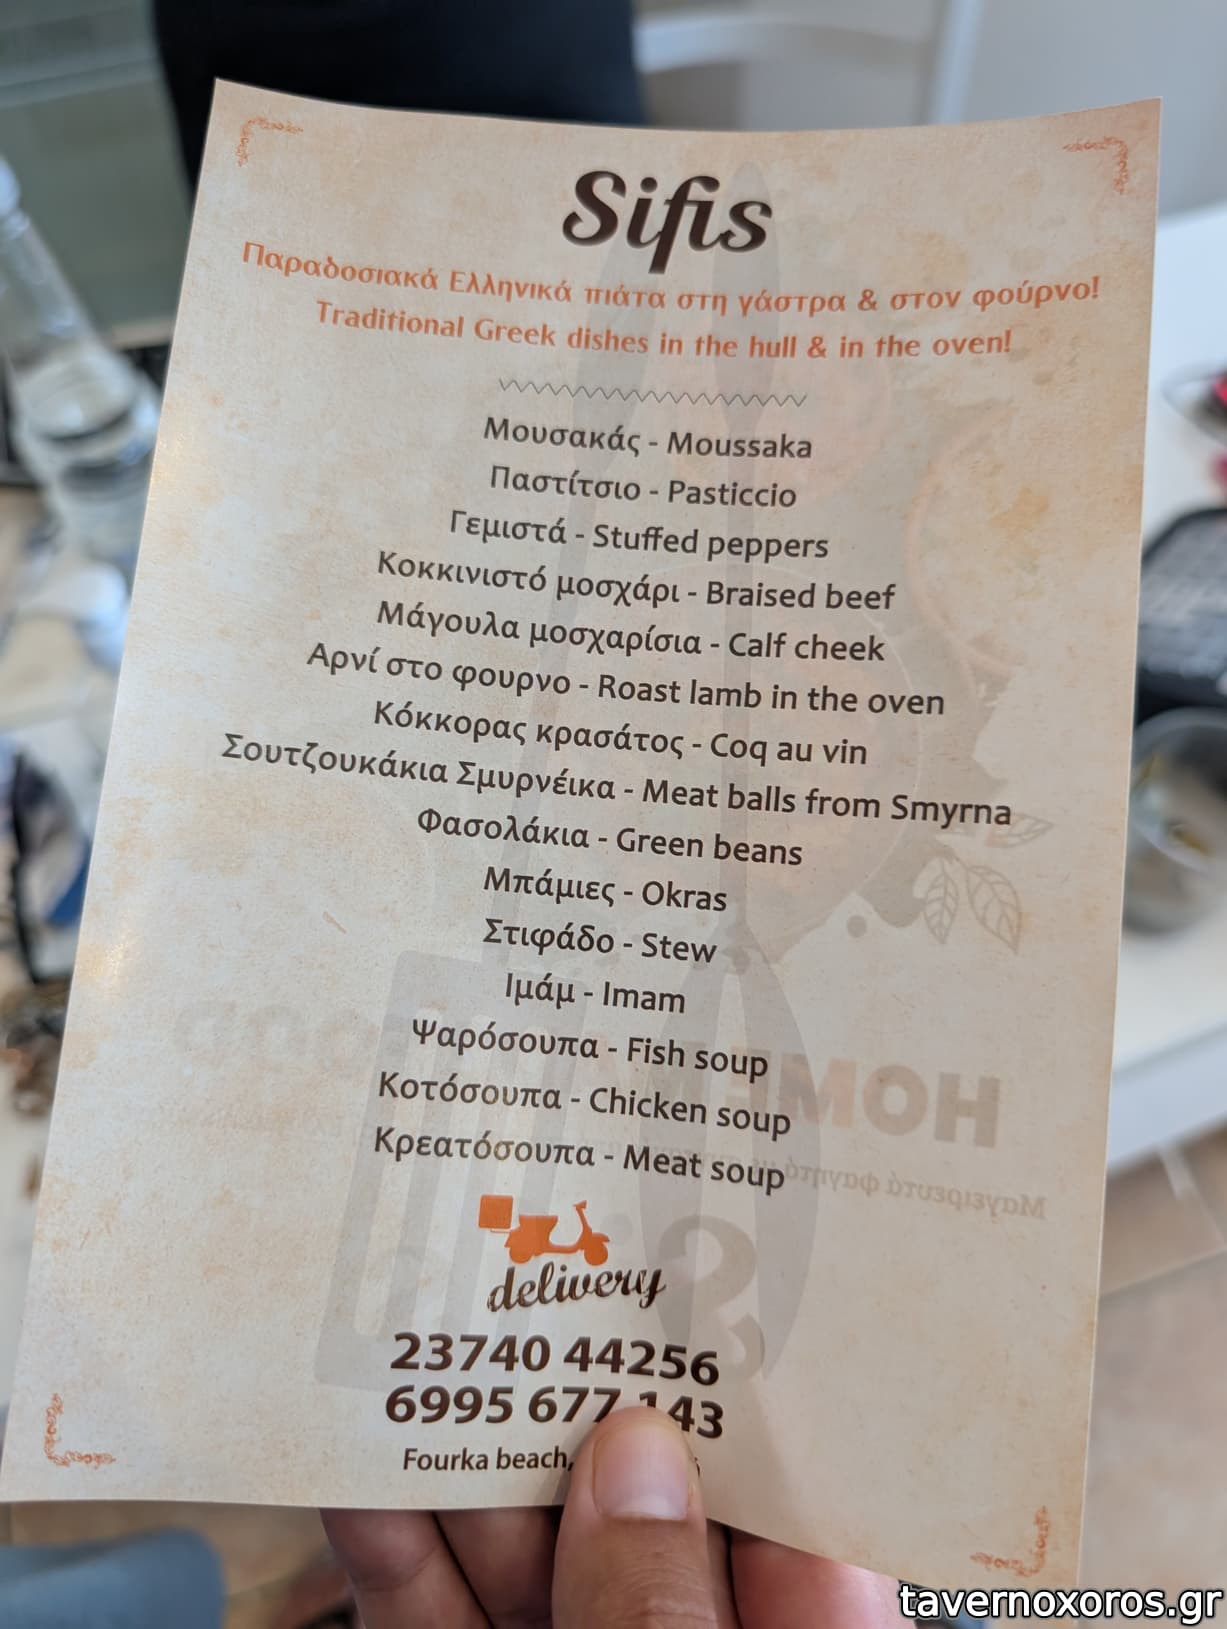 Sifis
Παραδοσιακά Ελληνικά πιάτα στη γάστρα & στον φούρνο!
Traditional Greek dishes in the hull & in the oven!
Μουσακάς - Moussaka
Παστίτσιο - Pasticcio
Γεμιστά - Stuffed peppers
Κοκκινιστό μοσχάρι - Braised beef
Μάγουλα μοσχαρίσια - Calf cheek
Αρνί στο φουρνο - Roast lamb in the oven
Κόκκορας κρασάτος - Coq au vin
Σουτζουκάκια Σμυρνέικα - Meat balls from Smyrna
Φασολάκια - Green beans
Μπάμιες - Okras
Στιφάδο - Stew
Ιμάμ - Imam
Ψαρόσουπα - Fish soup
Κοτόσουπα - Chicken soup
Κρεατόσουπα - Meat soup
delivery
23740 44256
6995 677 143
Fourka beach,
tavernoxoros.gr